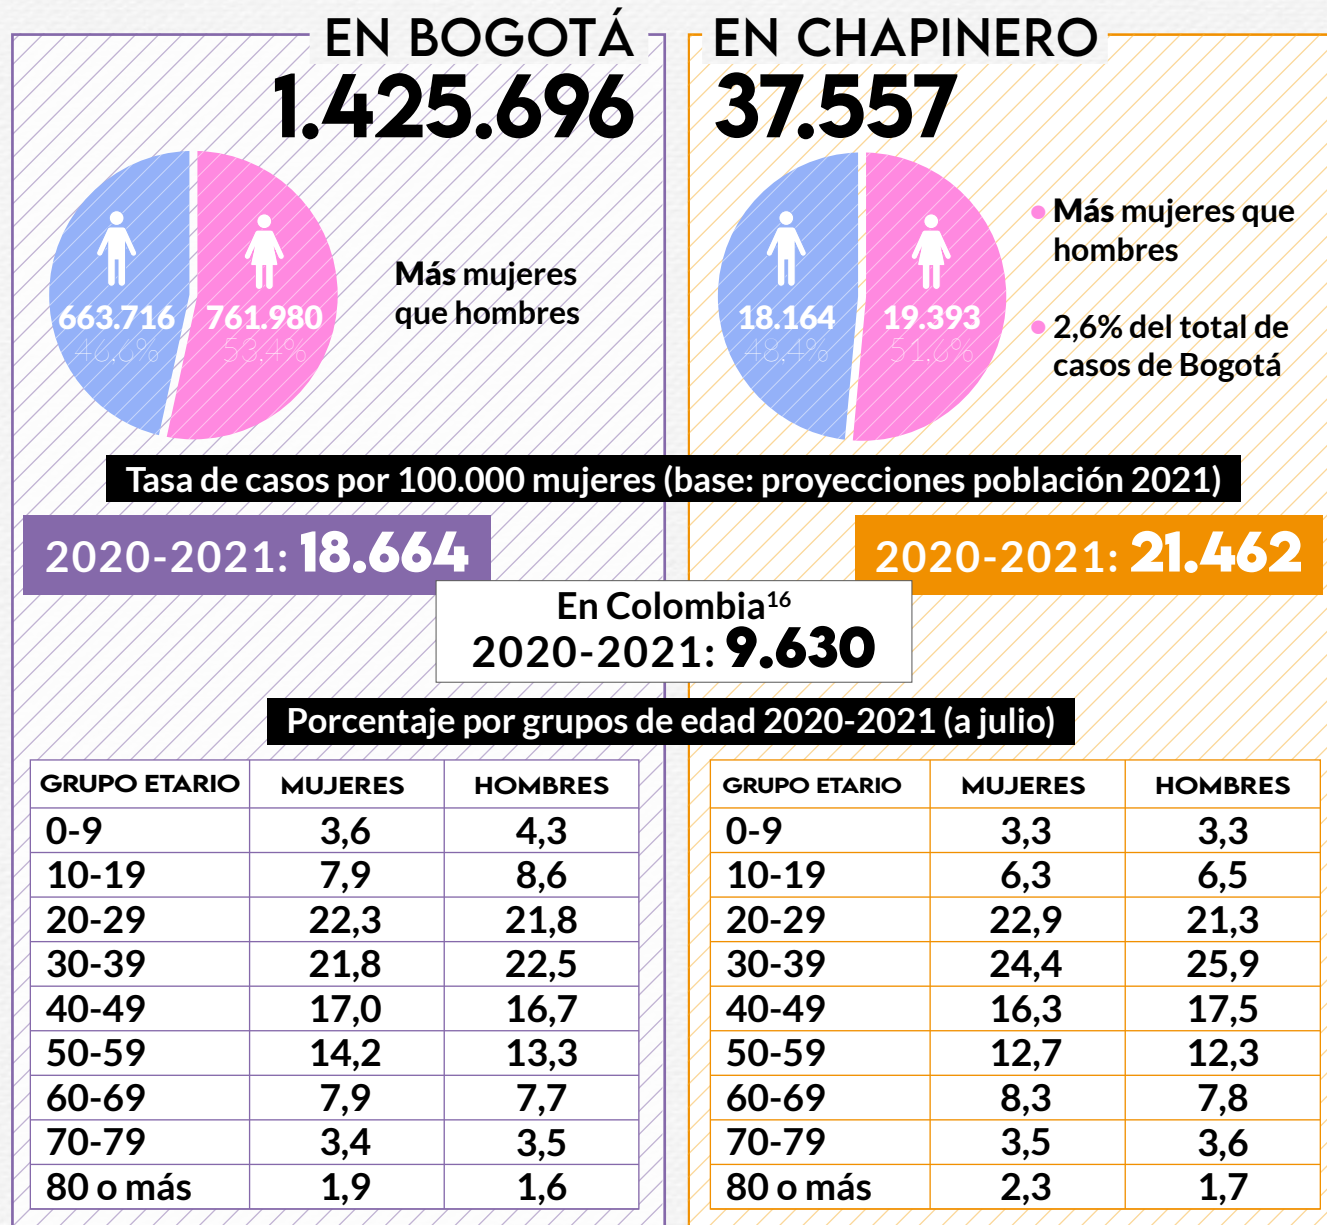 EN BOGOTÁ
1.425.696
663.716
46,6%
761.980
53,4%
Más mujeres
que hombres
EN CHAPINERO
37.557
18.164
48,4%
19.393
51,6%
Más mujeres que
hombres
2,6% del total de
casos de Bogotá
Tasa de casos por 100.000 mujeres (base: proyecciones población 2021)
2020-2021: 18.664
2020-2021: 21.462
En Colombia16
2020-2021: 9.630
Porcentaje por grupos de edad 2020-2021 (a julio)
GRUPO ETARIO MUJERES HOMBRES
0-9 3,6 4,3
10-19 7,9 8,6
20-29 22,3 21,8
30-39 21,8 22,5
40-49 17,0 16,7
50-59 14,2 13,3
60-69 7,9 7,7
70-79 3,4 3,5
80 o más 1,9 1,6
GRUPO ETARIO MUJERES HOMBRES
0-9 3,3 3,3
10-19 6,3 6,5
20-29 22,9 21,3
30-39 24,4 25,9
40-49 16,3 17,5
50-59 12,7 12,3
60-69 8,3 7,8
70-79 3,5 3,6
80 o más 2,3 1,7